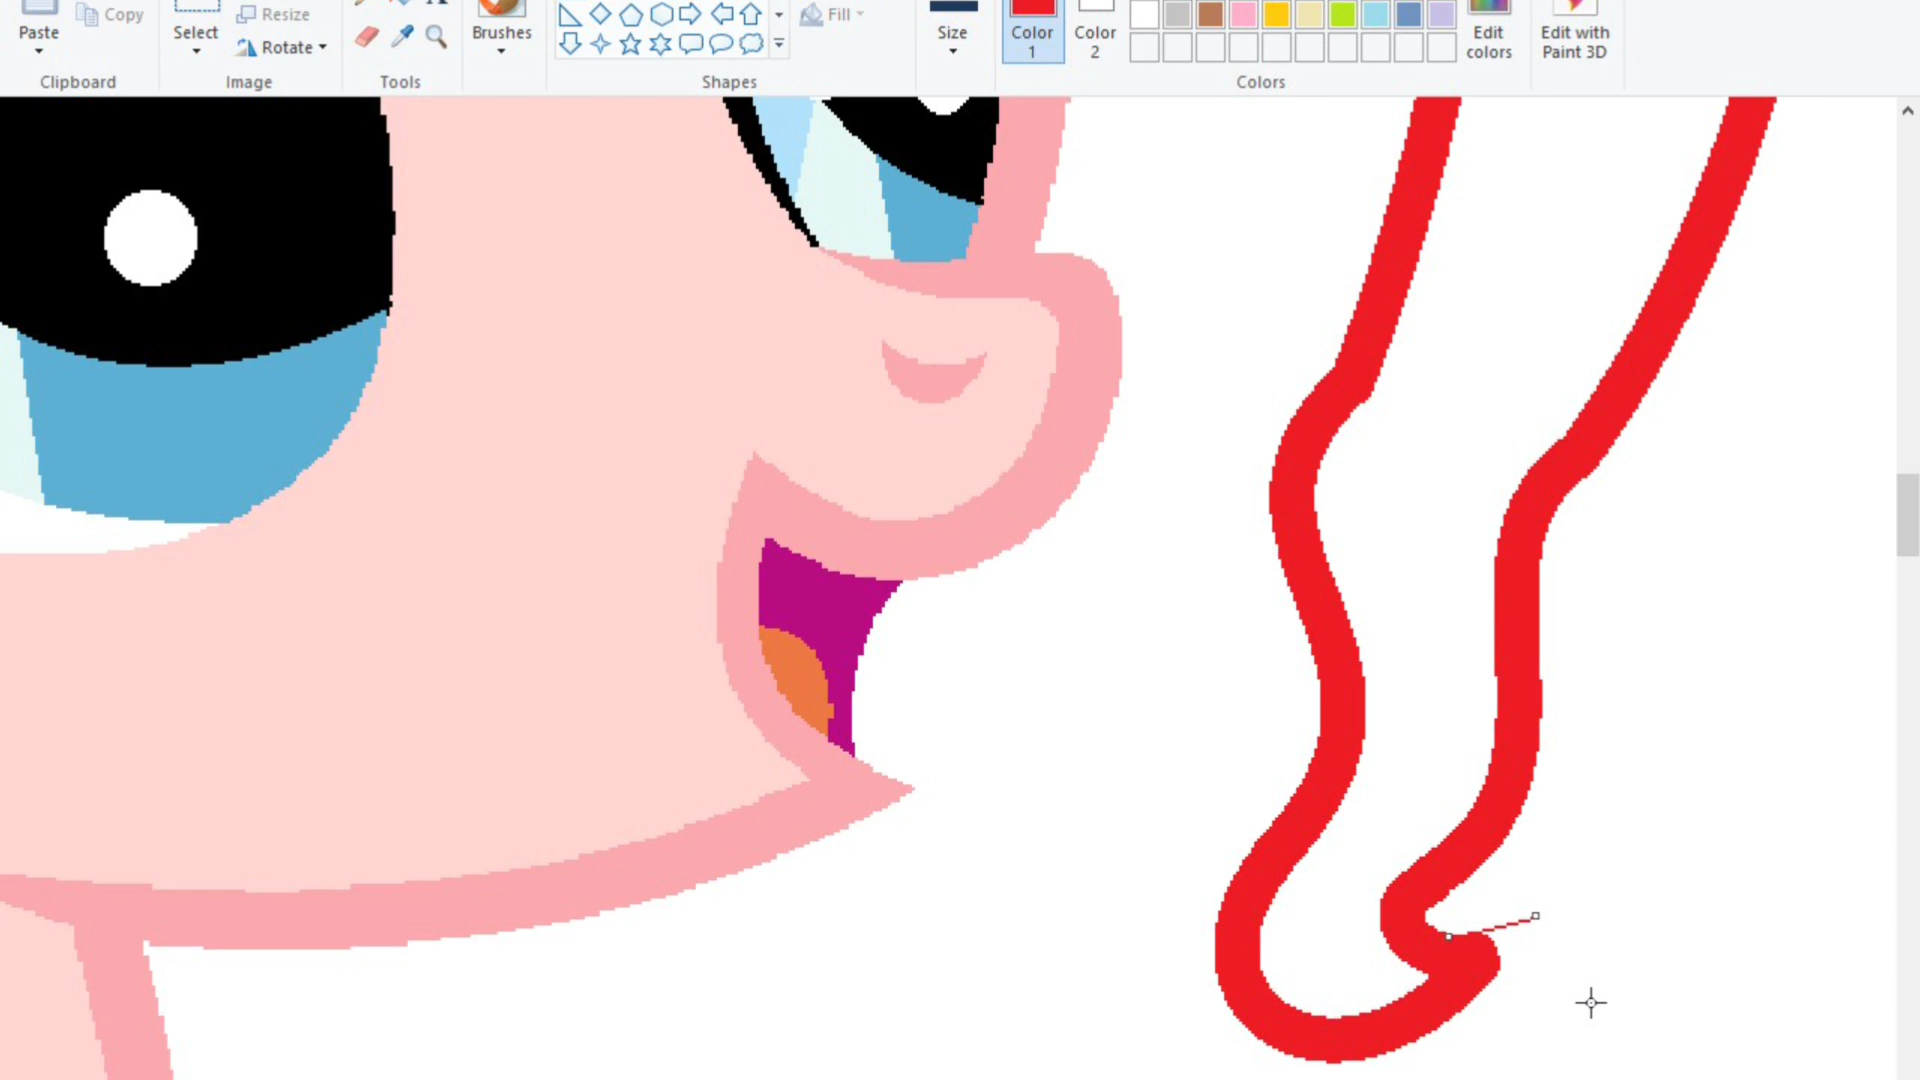 Paste
Copy
Clipboard
Select
Resize
Rotate
Image
A
Tools
Brushes
Fill
Shapes
Size
Color
1
Color
2
Edit
colors
Edit with
Paint 3D
Colors